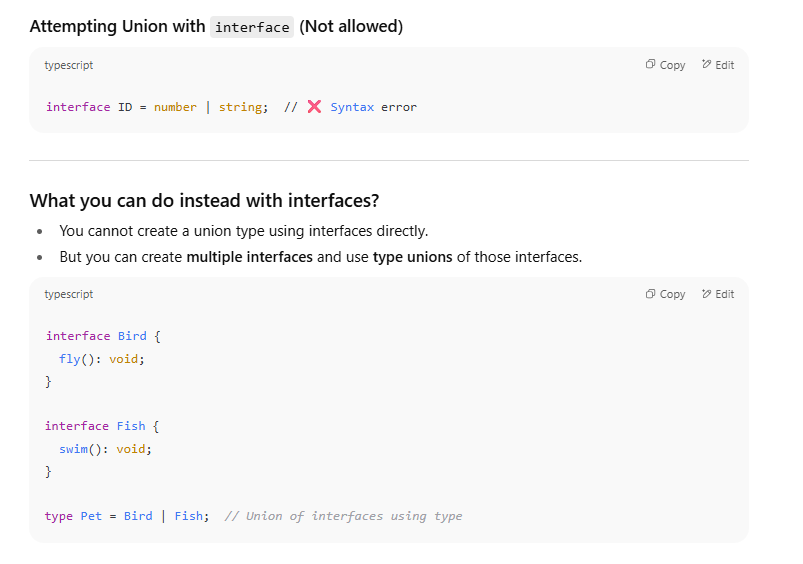 Attempting Union with interface (Not allowed)
typescript Copy Edit
interface ID = number | string;  // ❌ Syntax error
What you can do instead with interfaces?
• You cannot create a union type using interfaces directly.
• But you can create multiple interfaces and use type unions of those interfaces.
typescript Copy Edit
interface Bird {
  fly(): void;
}
interface Fish {
  swim(): void;
}
type Pet = Bird | Fish;  // Union of interfaces using type